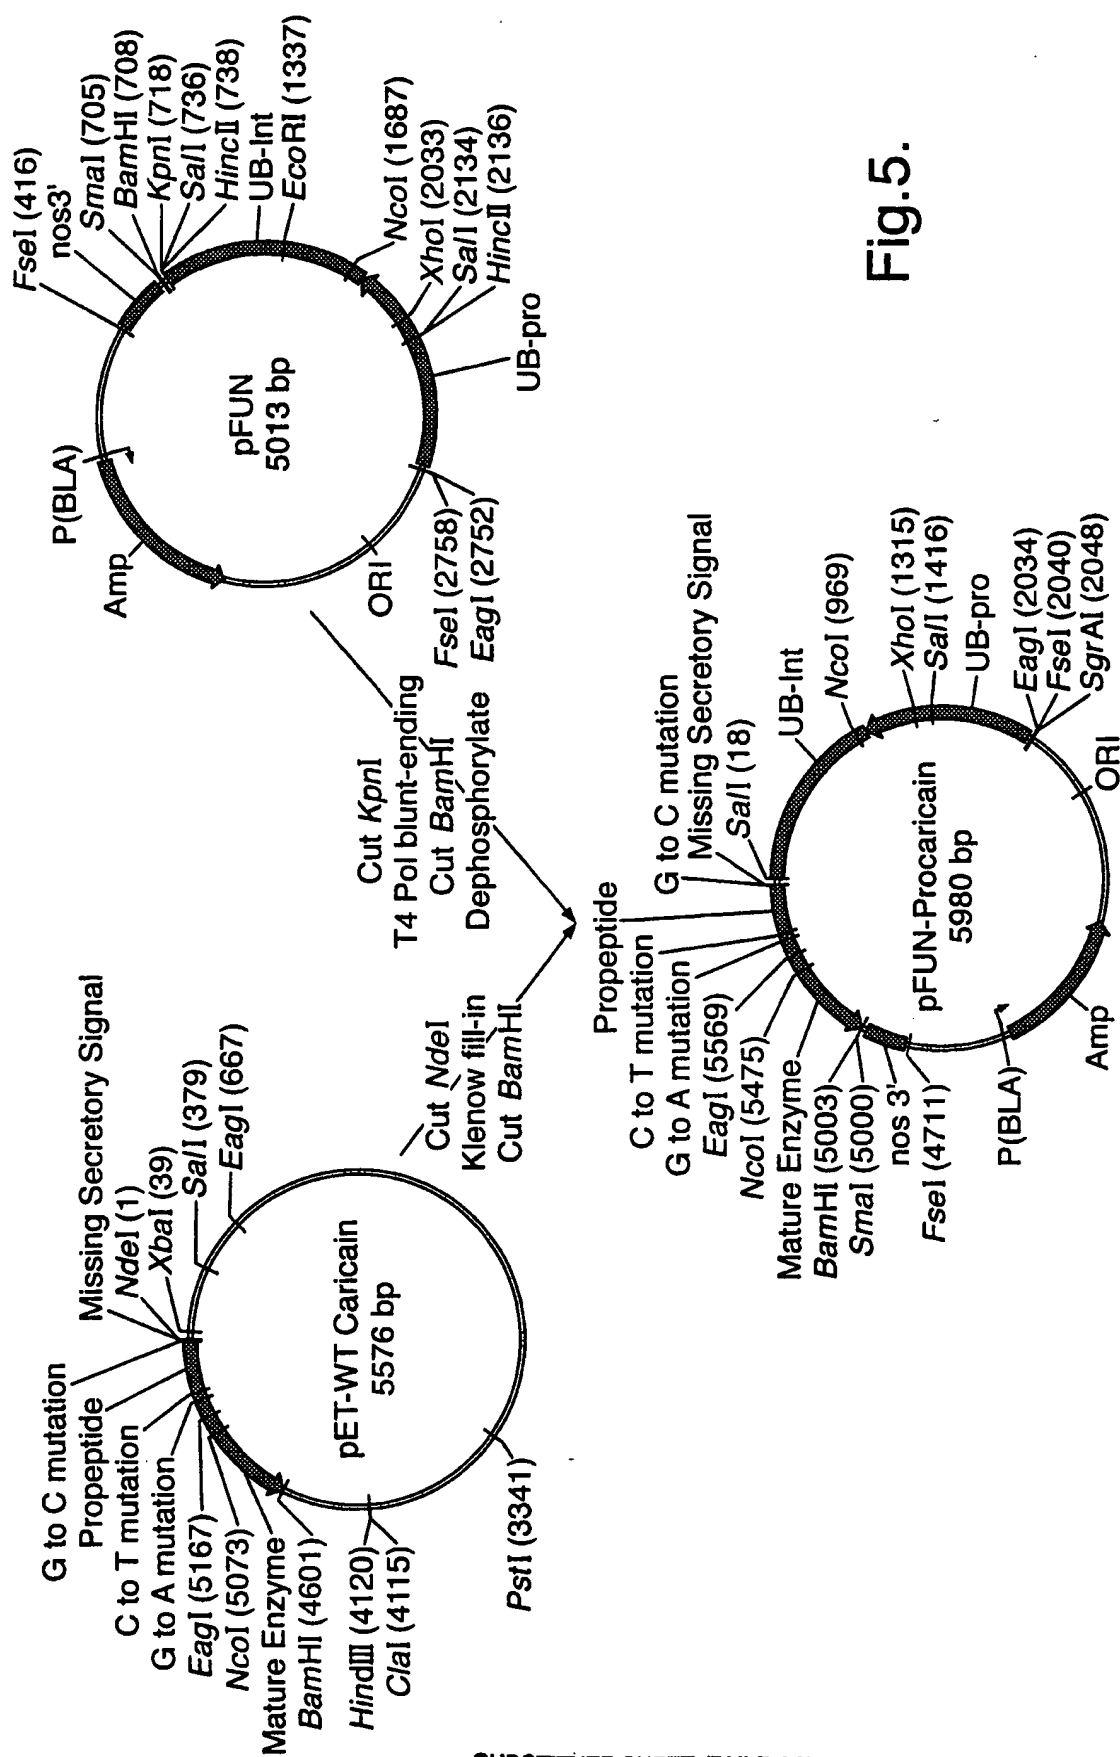 G to C mutation
Propeptide
C to T mutation
G to A mutation
EagI (5167)
NcoI (5073)
Mature Enzyme
BamHI (4601)
HindIII (4120)
ClaI (4115)
PstI (3341)
Missing Secretory Signal
NdeI (1)
XbaI (39)
SalI (379)
EagI (667)
pET-WT Caricain
5576 bp
Cut NdeI
Klenow fill-in
Cut BamHI
P(BLA)
Amp
FseI (416)
nos3'
SmaI (705)
BamHI (708)
KpnI (718)
SalI (736)
HincII (738)
UB-Int
EcoRI (1337)
NcoI (1687)
XhoI (2033)
SalI (2134)
HincII (2136)
UB-pro
pFUN
5013 bp
ORI
FseI (2758)
EagI (2752)
Cut KpnI
T4 Pol blunt-ending
Cut BamHI
Dephosphorylate
Propeptide
C to T mutation
G to A mutation
EagI (5569)
NcoI (5475)
Mature Enzyme
BamHI (5003)
SmaI (5000)
nos 3'
FseI (4711)
P(BLA)
Amp
G to C mutation
Missing Secretory Signal
SalI (18)
UB-Int
NcoI (969)
XhoI (1315)
SalI (1416)
UB-pro
EagI (2034)
FseI (2040)
SgrAI (2048)
ORI
pFUN-Procaricain
5980 bp
Fig.5.